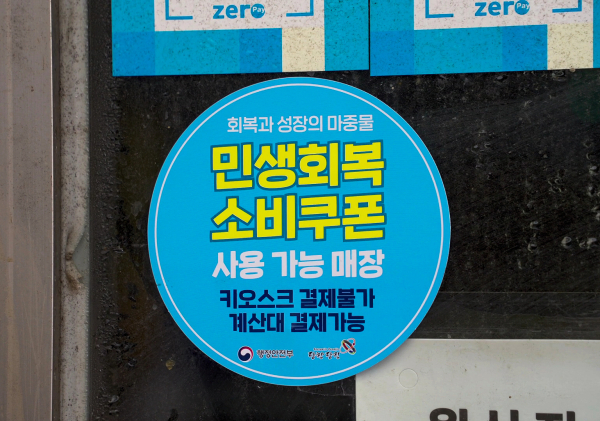 zero Pay
zero Pay
회복과 성장의 마중물
민생회복
소비쿠폰
사용 가능 매장
키오스크 결제불가
계산대 결제가능
행정안전부